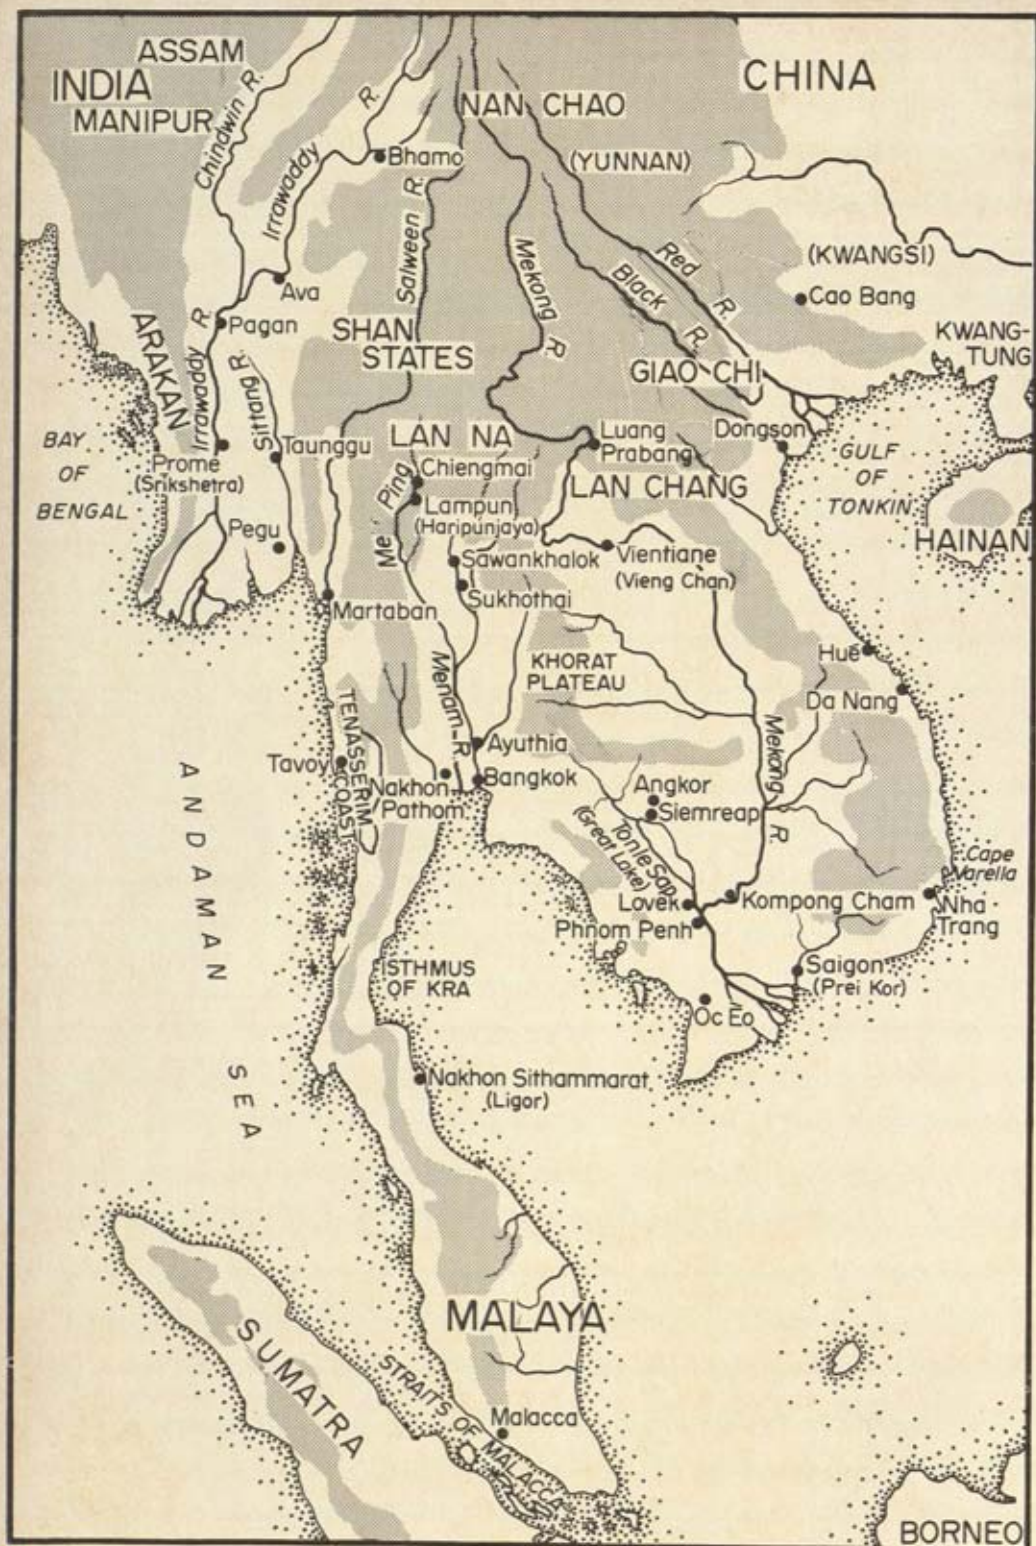 ASSAM
INDIA
MANIPUR
Chindwin R.
Irrawaddy R.
Bhamo
NAN CHAO
CHINA
(YUNNAN)
Salween R.
Mekong R
Red R.
Black R.
(KWANGSI)
Cao Bang
Ava
Pagan
ARAKAN
Irrawaddy R
Sittang R.
SHAN
STATES
GIAO CHI
KWANG-
TUNG
BAY
OF
BENGAL
Prome
(Srikshetra)
Taunggu
Pegu
LAN NA
Chiengmai
Me Ping
Lampun
(Haripunjaya)
Luang
Prabang
LAN CHANG
Dongson
GULF
OF
TONKIN
HAINAN
Sawankhalok
Sukhothai
Vientiane
(Vieng Chan)
Martaban
Menam R
KHORAT
PLATEAU
Hué
Da Nang
Mekong R
TENASSERIM
COAST
Tavoy
Ayuthia
Bangkok
Nakhon
Pathom
Angkor
Siemreap
Tonle Sap
(Great Lake)
Lovek
Phnom Penh
Kompong Cham
Cape
Varella
Nha
Trang
Saigon
(Prei Kor)
Oc Eo
ANDAMAN
SEA
ISTHMUS
OF KRA
Nakhon Sithammarat
(Ligor)
MALAYA
SUMATRA
STRAITS OF MALACCA
Malacca
BORNEO